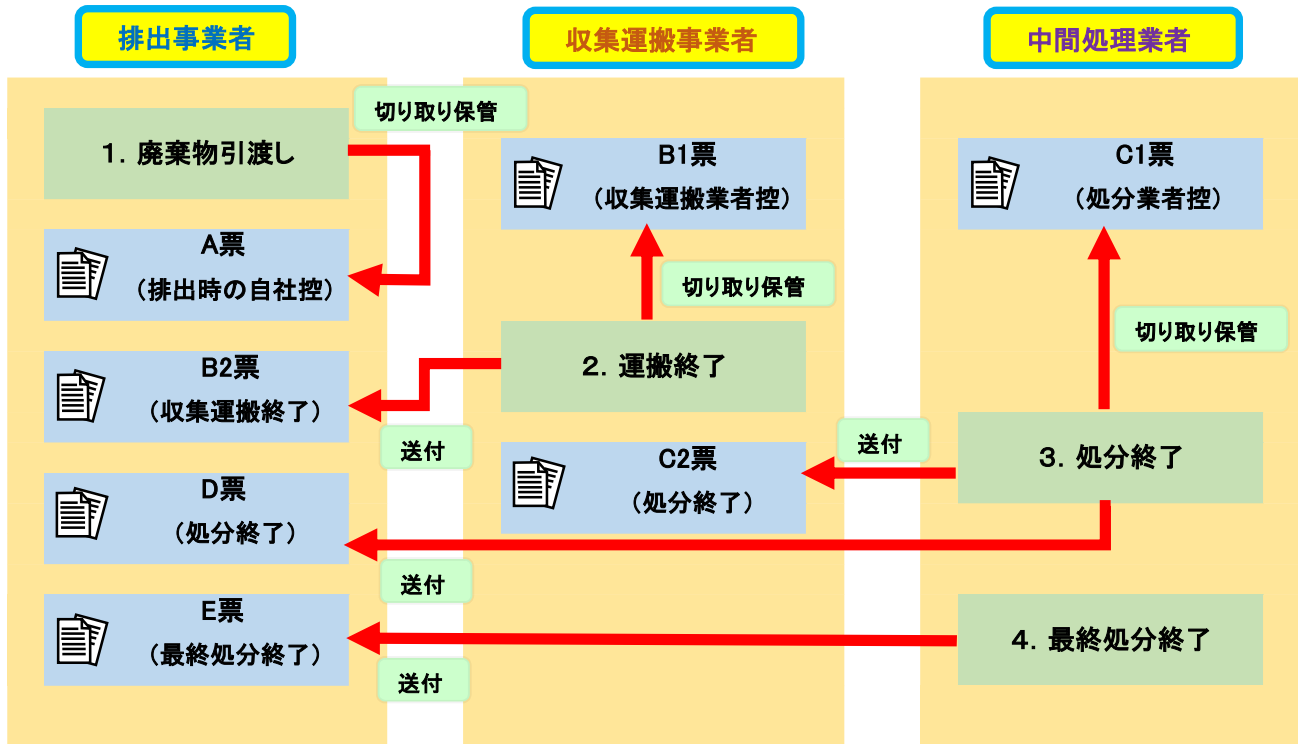 排出事業者
収集運搬事業者
中間処理業者
切り取り保管
1. 廃棄物引渡し
A票
（排出時の自社控）
B2票
（収集運搬終了）
送付
D票
（処分終了）
送付
E票
（最終処分終了）
送付
B1票
（収集運搬業者控）
切り取り保管
2. 運搬終了
C2票
（処分終了）
送付
C1票
（処分業者控）
切り取り保管
3. 処分終了
4. 最終処分終了